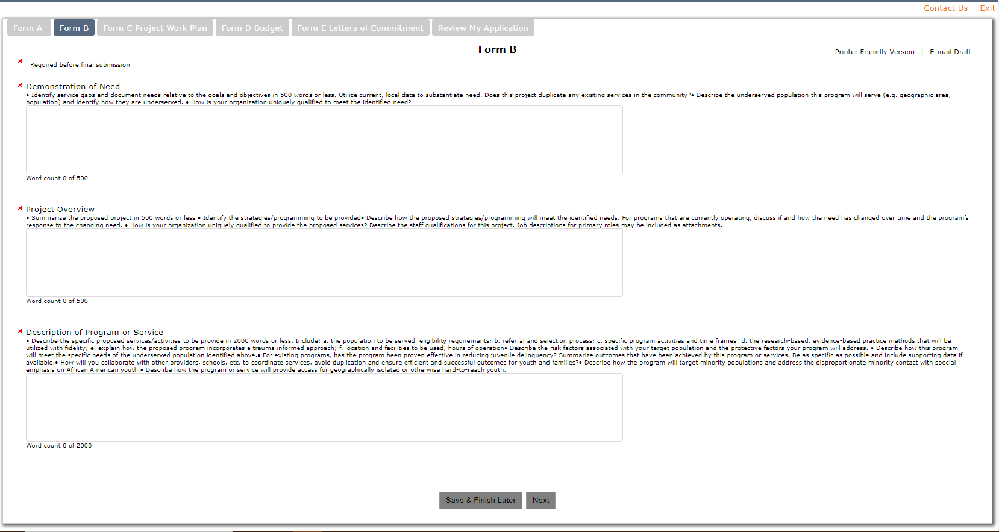 Contact Us | Exit
Form A Form B Form C Project Work Plan Form D Budget Form E Letters of Commitment Review My Application
Form B
Printer Friendly Version | E-mail Draft
* Required before final submission
* Demonstration of Need
• Identify service gaps and document needs relative to the goals and objectives in 500 words or less. Utilize current, local data to substantiate need. Does this project duplicate any existing services in the community?• Describe the underserved population this program will serve (e.g. geographic area,
population) and identify how they are underserved. • How is your organization uniquely qualified to meet the identified need?
Word count 0 of 500
* Project Overview
• Summarize the proposed project in 500 words or less • Identify the strategies/programming to be provided• Describe how the proposed strategies/programming will meet the identified needs. For programs that are currently operating, discuss if and how the need has changed over time and the program’s
response to the changing need. • How is your organization uniquely qualified to provide the proposed services? Describe the staff qualifications for this project. Job descriptions for primary roles may be included as attachments.
Word count 0 of 500
* Description of Program or Service
• Describe the specific proposed services/activities to be provide in 2000 words or less. Include: a. the population to be served, eligibility requirements; b. referral and selection process; c. specific program activities and time frames; d. the research-based, evidence-based practice methods that will be
utilized with fidelity; e. explain how the proposed program incorporates a trauma informed approach; f. location and facilities to be used, hours of operation• Describe the risk factors associated with your target population and the protective factors your program will address. • Describe how this program
will meet the specific needs of the underserved population identified above.• For existing programs, has the program been proven effective in reducing juvenile delinquency? Summarize outcomes that have been achieved by this program or services. Be as specific as possible and include supporting data if
available.• How will you collaborate with other providers, schools, etc. to coordinate services, avoid duplication and ensure efficient and successful outcomes for youth and families?• Describe how the program will target minority populations and address the disproportionate minority contact with special
emphasis on African American youth.• Describe how the program or service will provide access for geographically isolated or otherwise hard-to-reach youth.
Word count 0 of 2000
Save & Finish Later Next